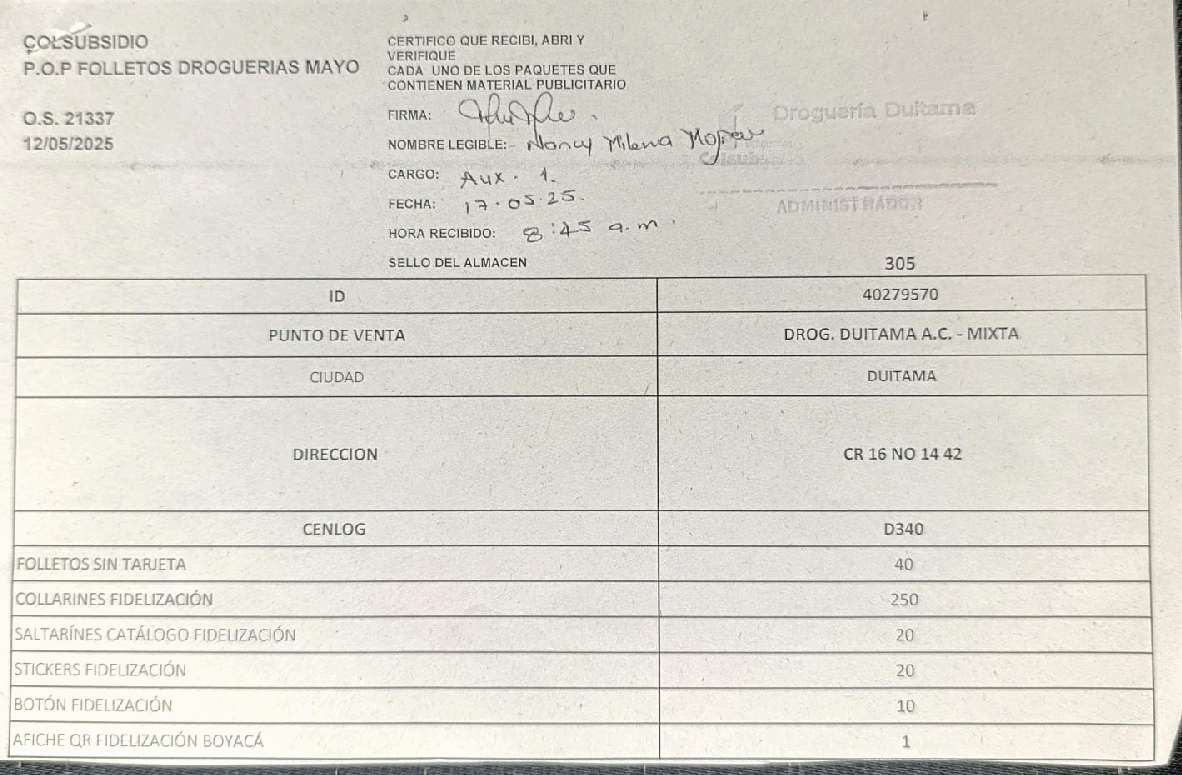 COLSUBSIDIO
P.O.P FOLLETOS DROGUERIAS MAYO
O.S. 21337
12/05/2025
CERTIFICO QUE RECIBI, ABRI Y
VERIFIQUE
CADA UNO DE LOS PAQUETES QUE
CONTIENEN MATERIAL PUBLICITARIO
FIRMA:
NOMBRE LEGIBLE: Nancy Milena
CARGO: Aux. 1.
FECHA: 17.05.25.
HORA RECIBIDO: 8:45 a.m.
SELLO DEL ALMACEN
Droguería Duitama
ADMINISTRADOR
305
ID 40279570
PUNTO DE VENTA DROG. DUITAMA A.C. - MIXTA
CIUDAD DUITAMA
DIRECCION CR 16 NO 14 42
CENLOG D340
FOLLETOS SIN TARJETA 40
COLLARINES FIDELIZACIÓN 250
SALTARÍNES CATÁLOGO FIDELIZACIÓN 20
STICKERS FIDELIZACIÓN 20
BOTÓN FIDELIZACIÓN 10
AFICHE QR FIDELIZACIÓN BOYACÁ 1